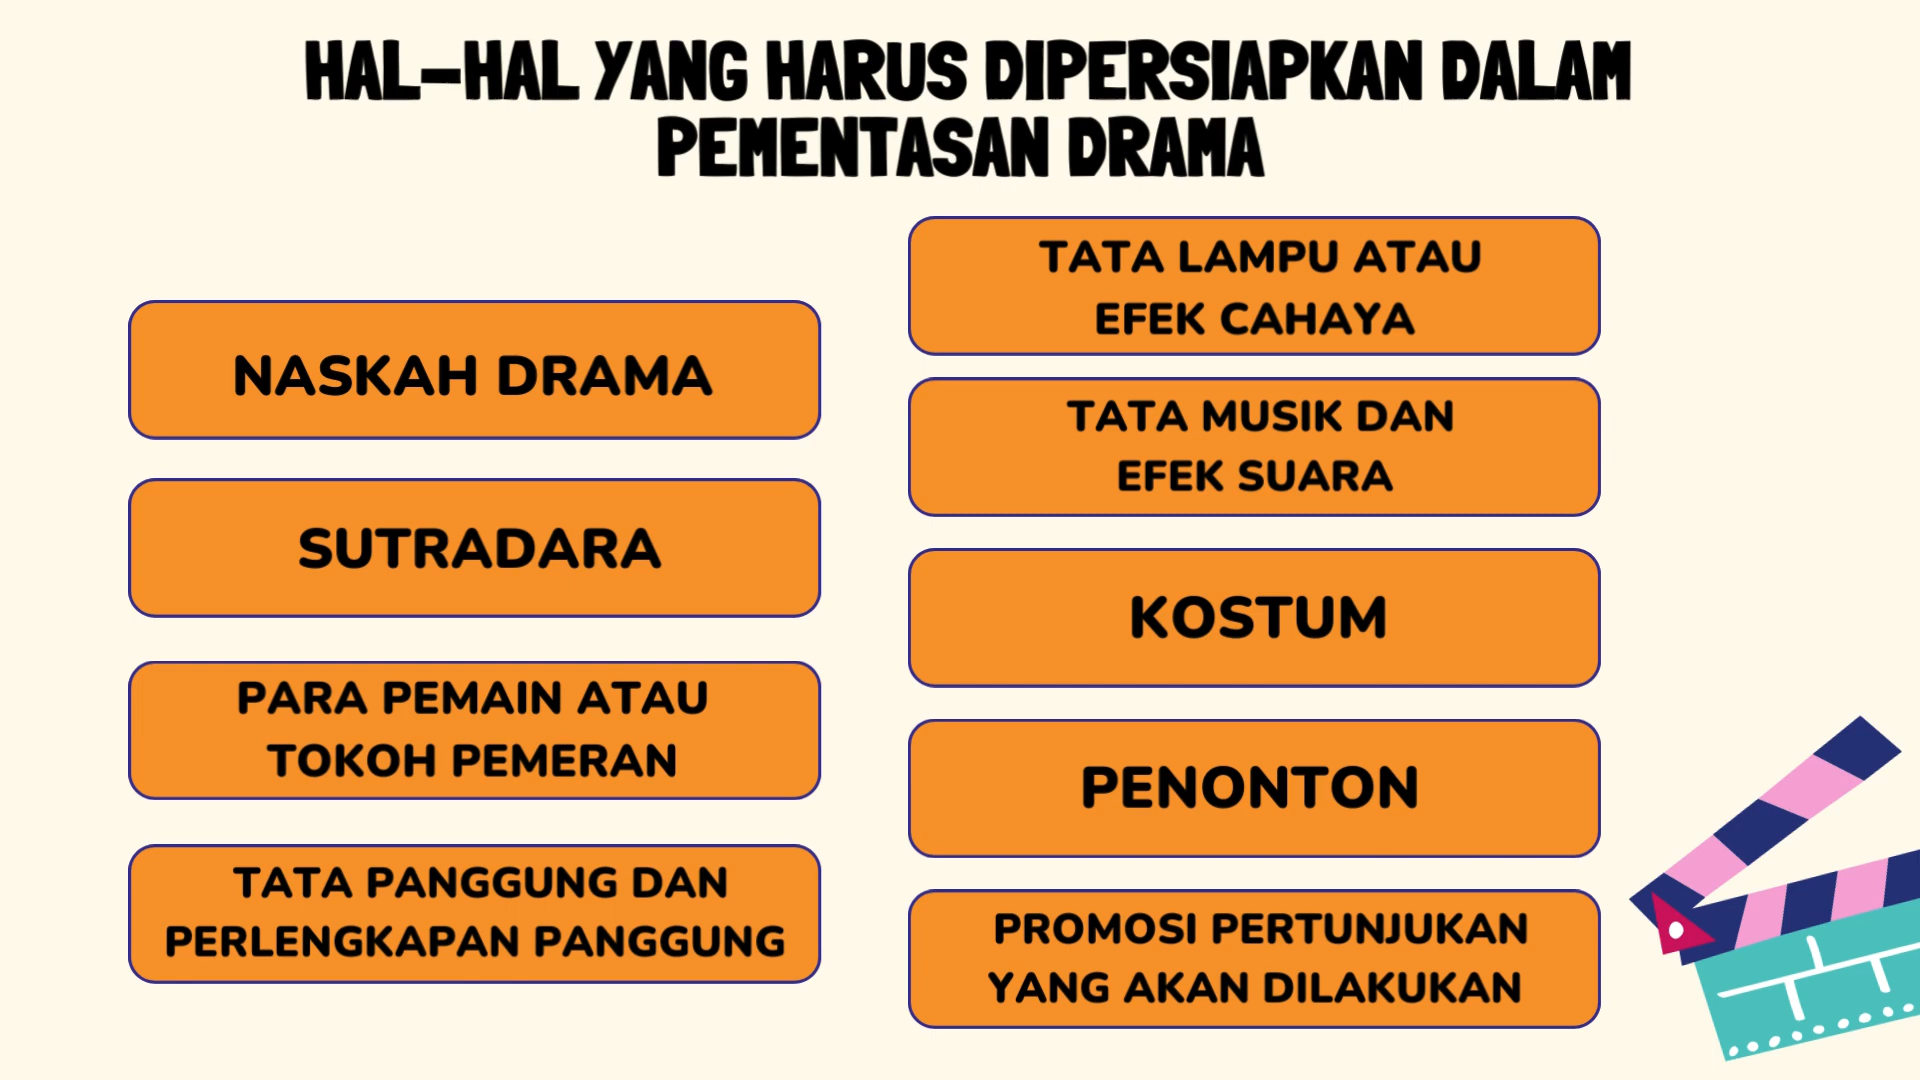 HAL-HAL YANG HARUS DIPERSIAPKAN DALAM
PEMENTASAN DRAMA
NASKAH DRAMA
SUTRADARA
PARA PEMAIN ATAU
TOKOH PEMERAN
TATA PANGGUNG DAN
PERLENGKAPAN PANGGUNG
TATA LAMPU ATAU
EFEK CAHAYA
TATA MUSIK DAN
EFEK SUARA
KOSTUM
PENONTON
PROMOSI PERTUNJUKAN
YANG AKAN DILAKUKAN